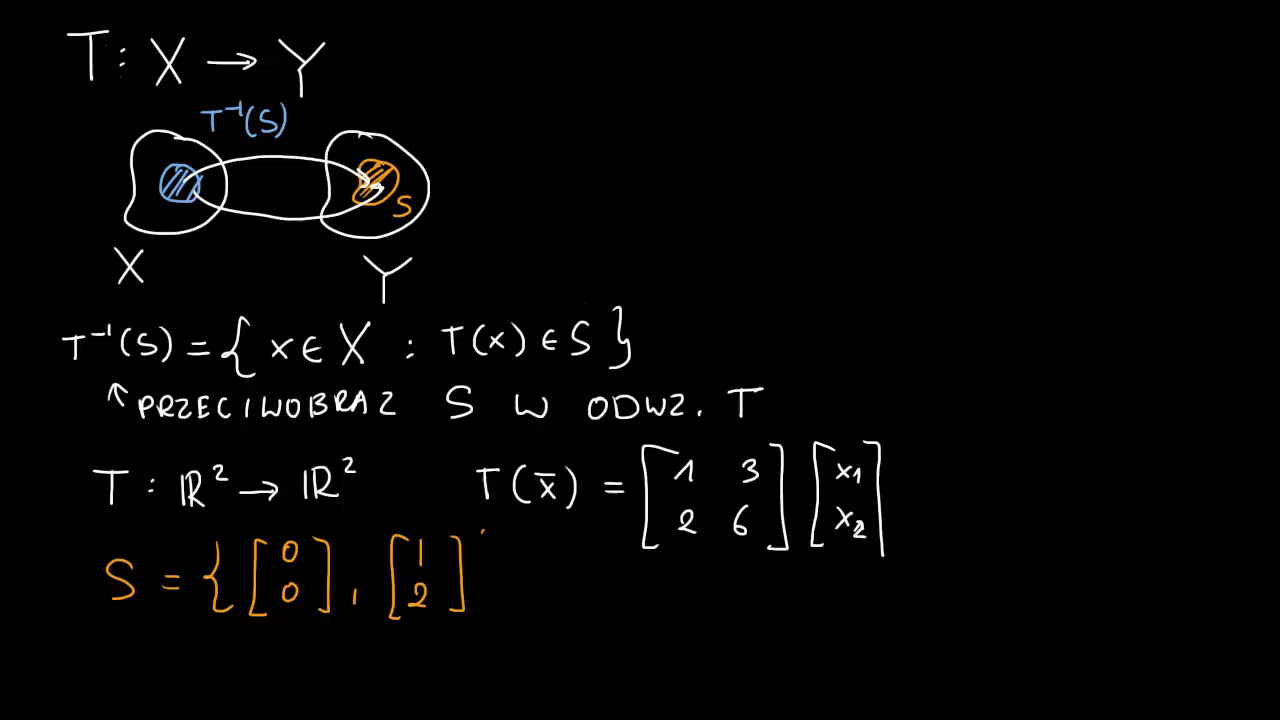 T : X → Y
T⁻¹(S)
S
X Y
T⁻¹(S) = { x ∈ X : T(x) ∈ S }
↑ PRZECIWOBRAZ S W ODWZ. T
T : ℝ² → ℝ² T(x̄) = [1 3; 2 6] [x₁; x₂]
S = { [0; 0], [1; 2]